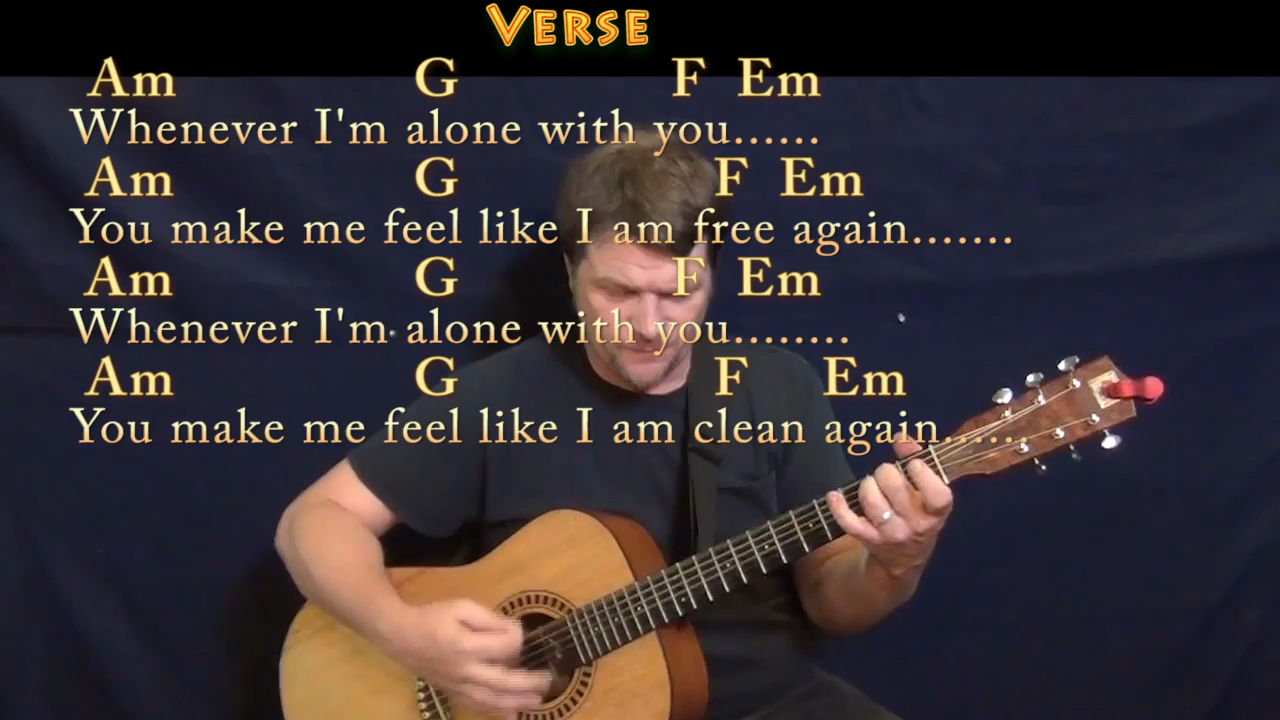 VERSE
Am G F Em
Whenever I'm alone with you......
Am G F Em
You make me feel like I am free again.......
Am G F Em
Whenever I'm alone with you........
Am G F Em
You make me feel like I am clean again......